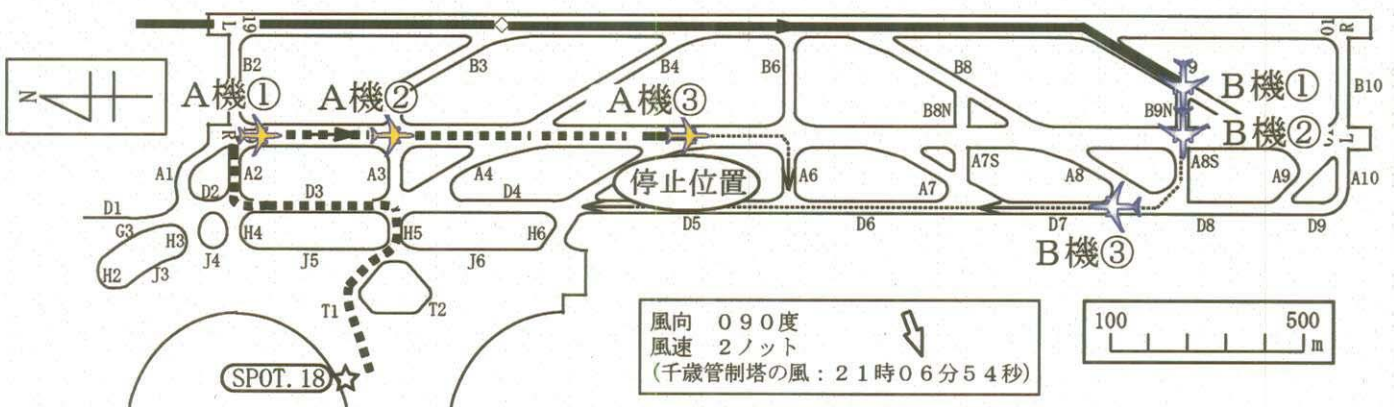 19
L
01
R
B2
B3
B4
B6
B8
9
B8N
B9N
B10
N
A機①
A機②
A機③
B機①
B機②
R
L
A1
A2
A3
A4
A6
A7
A7S
A8
A8S
A9
A10
停止位置
D1
D2
D3
D4
D5
D6
D7
D8
D9
B機③
G3
H3
H4
H5
H6
H2
J3
J4
J5
J6
T1
T2
SPOT.18
風向 090度
風速 2ノット
(千歳管制塔の風：21時06分54秒)
100 500
m